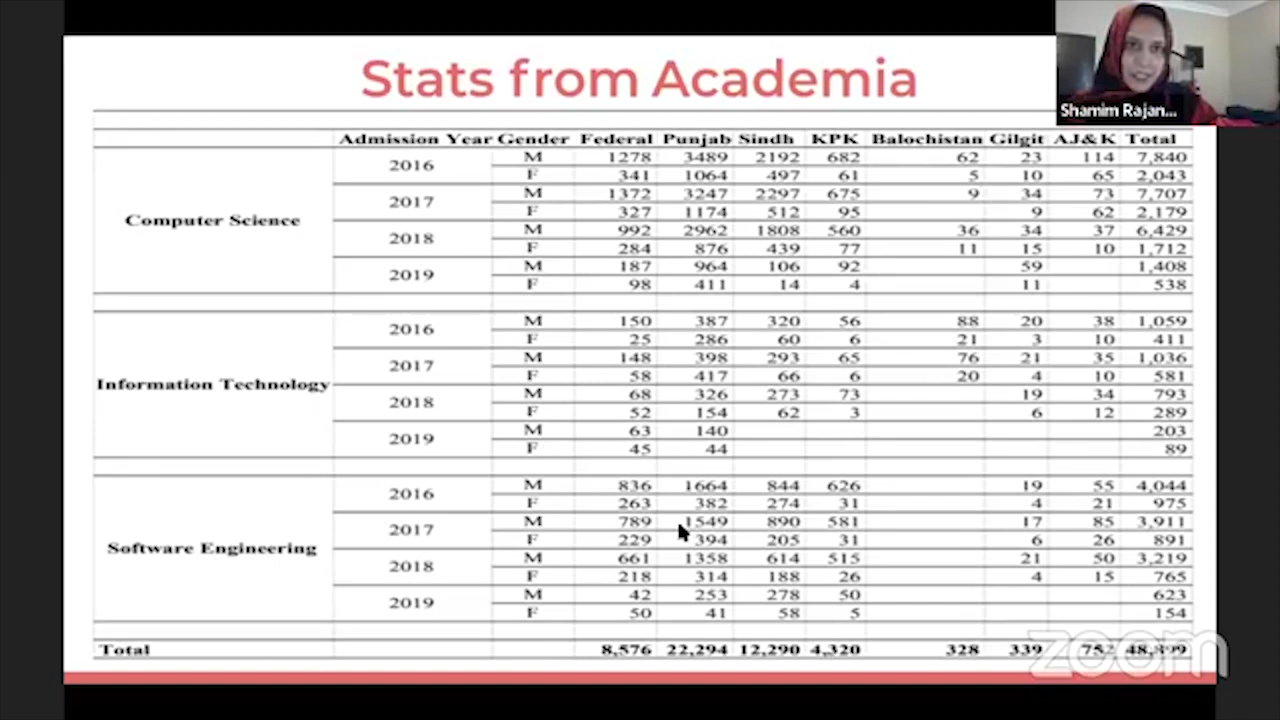 Stats from Academia
Shamim Rajan...
Admission Year Gender Federal Punjab Sindh KPK Balochistan Gilgit AJ&K Total
Computer Science
2016 M 1278 3489 2192 682 62 23 114 7,840
F 341 1064 497 61 5 10 65 2,043
2017 M 1372 3247 2297 675 9 34 73 7,707
F 327 1174 512 95 9 62 2,179
2018 M 992 2962 1808 560 36 34 37 6,429
F 284 876 439 77 11 15 10 1,712
2019 M 187 964 106 92 59 1,408
F 98 411 14 4 11 538
Information Technology
2016 M 150 387 320 56 88 20 38 1,059
F 25 286 60 6 21 3 10 411
2017 M 148 398 293 65 76 21 35 1,036
F 58 417 66 6 20 4 10 581
2018 M 68 326 273 73 19 34 793
F 52 154 62 3 6 12 289
2019 M 63 140 203
F 45 44 89
Software Engineering
2016 M 836 1664 844 626 19 55 4,044
F 263 382 274 31 4 21 975
2017 M 789 1549 890 581 17 85 3,911
F 229 394 205 31 6 26 891
2018 M 661 1358 614 515 21 50 3,219
F 218 314 188 26 4 15 765
2019 M 42 253 278 50 623
F 50 41 58 5 154
Total 8,576 22,294 12,290 4,320 328 339 752 48,899
zoom